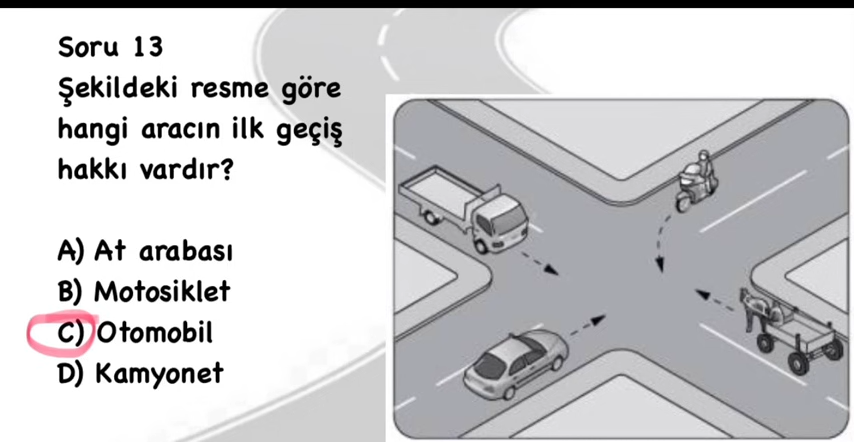 Soru 13
Şekildeki resme göre
hangi aracın ilk geçiş
hakkı vardır?
A) At arabası
B) Motosiklet
C) Otomobil
D) Kamyonet